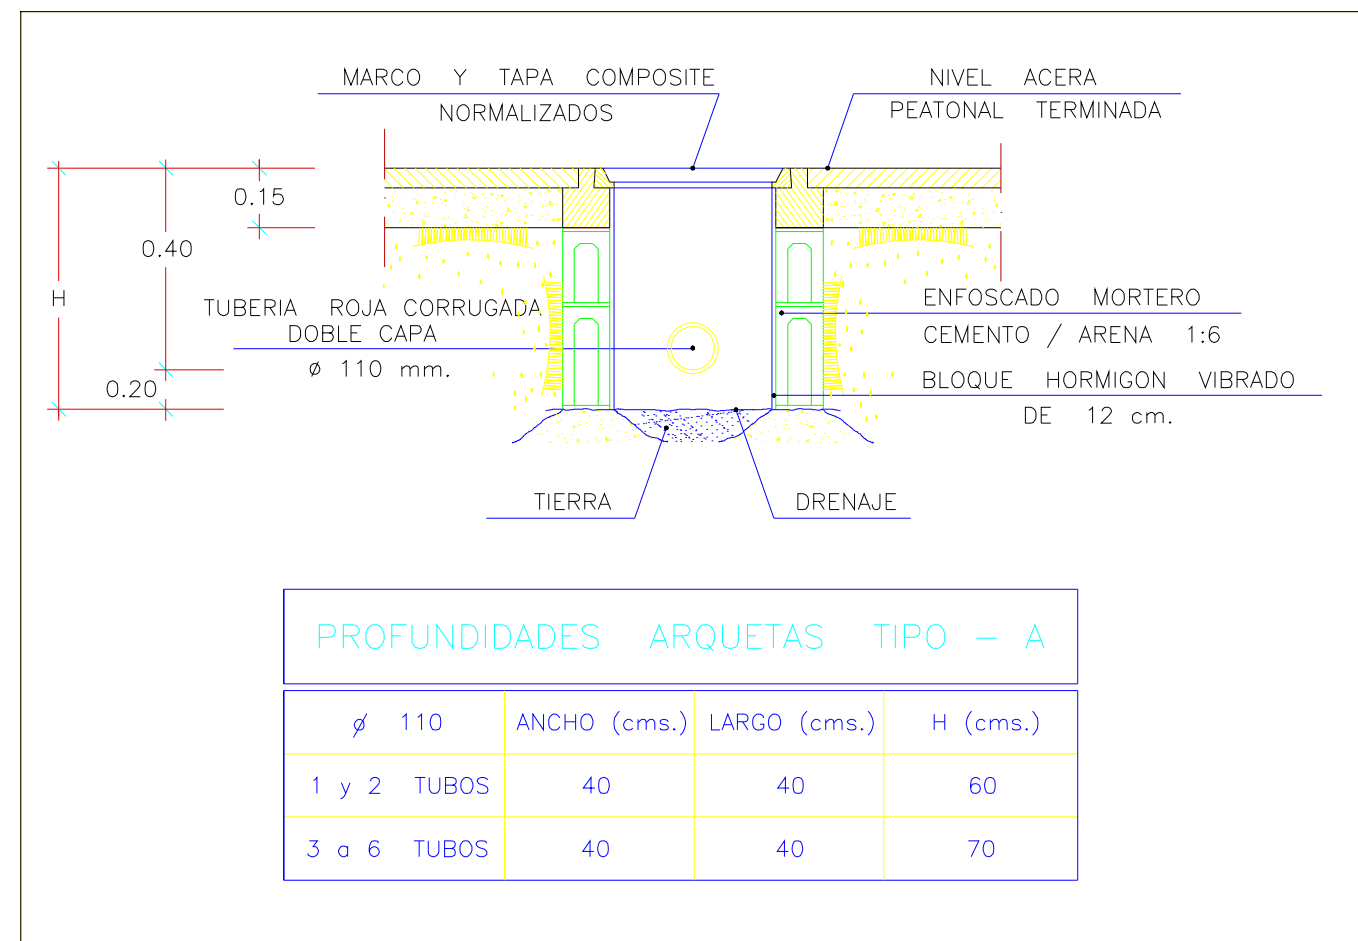 MARCO Y TAPA COMPOSITE
NORMALIZADOS
NIVEL ACERA
PEATONAL TERMINADA
0.15
0.40
H
0.20
TUBERIA ROJA CORRUGADA
DOBLE CAPA
ø 110 mm.
ENFOSCADO MORTERO
CEMENTO / ARENA 1:6
BLOQUE HORMIGON VIBRADO
DE 12 cm.
TIERRA
DRENAJE
PROFUNDIDADES ARQUETAS TIPO – A
ø 110 ANCHO (cms.) LARGO (cms.) H (cms.)
1 y 2 TUBOS 40 40 60
3 a 6 TUBOS 40 40 70